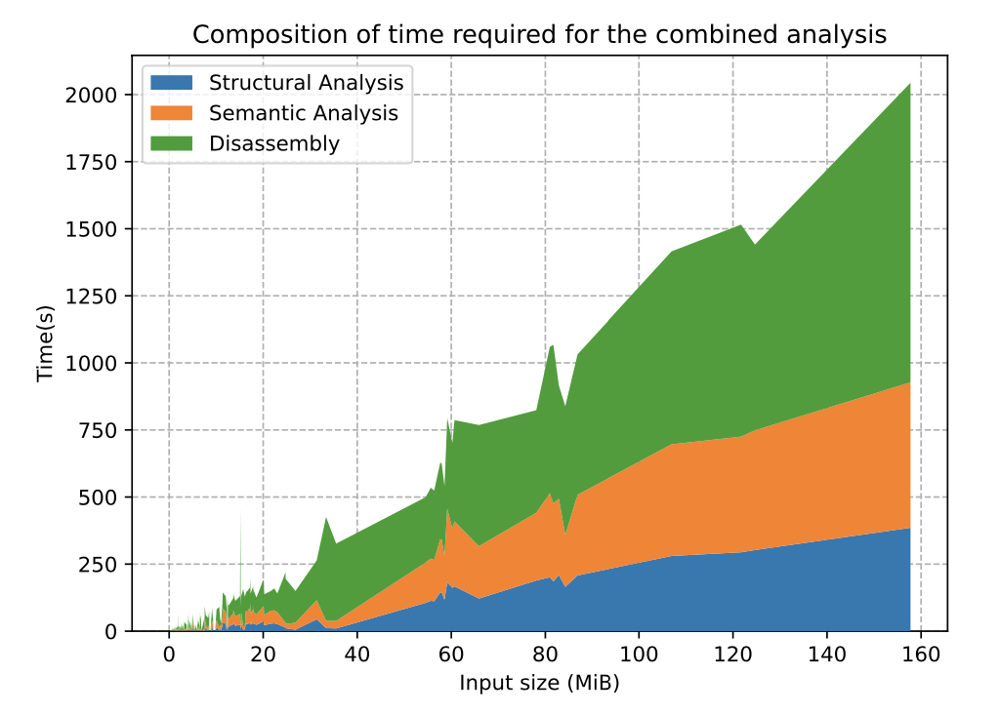 Composition of time required for the combined analysis
Structural Analysis
Semantic Analysis
Disassembly
2000
1750
1500
1250
1000
750
500
250
0
Time(s)
0 20 40 60 80 100 120 140 160
Input size (MiB)